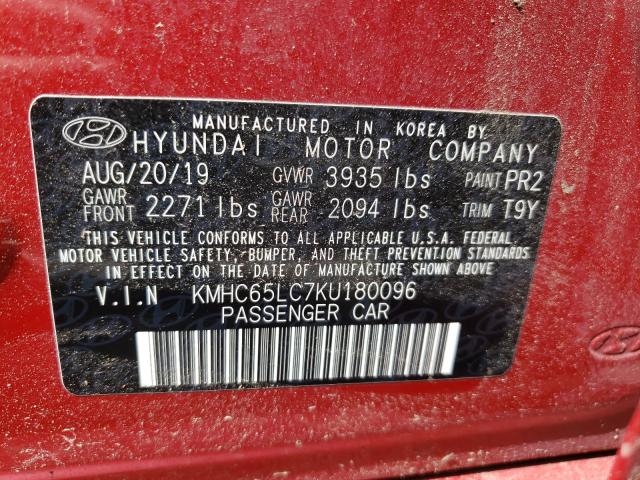 MANUFACTURED IN KOREA BY
HYUNDAI MOTOR COMPANY
AUG/20/19 GVWR 3935 lbs PAINT PR2
GAWR FRONT 2271 lbs GAWR REAR 2094 lbs TRIM T9Y
THIS VEHICLE CONFORMS TO ALL APPLICABLE U.S.A. FEDERAL
MOTOR VEHICLE SAFETY, BUMPER, AND THEFT PREVENTION STANDARDS
IN EFFECT ON THE DATE OF MANUFACTURE SHOWN ABOVE.
V.I.N KMHC65LC7KU180096
PASSENGER CAR